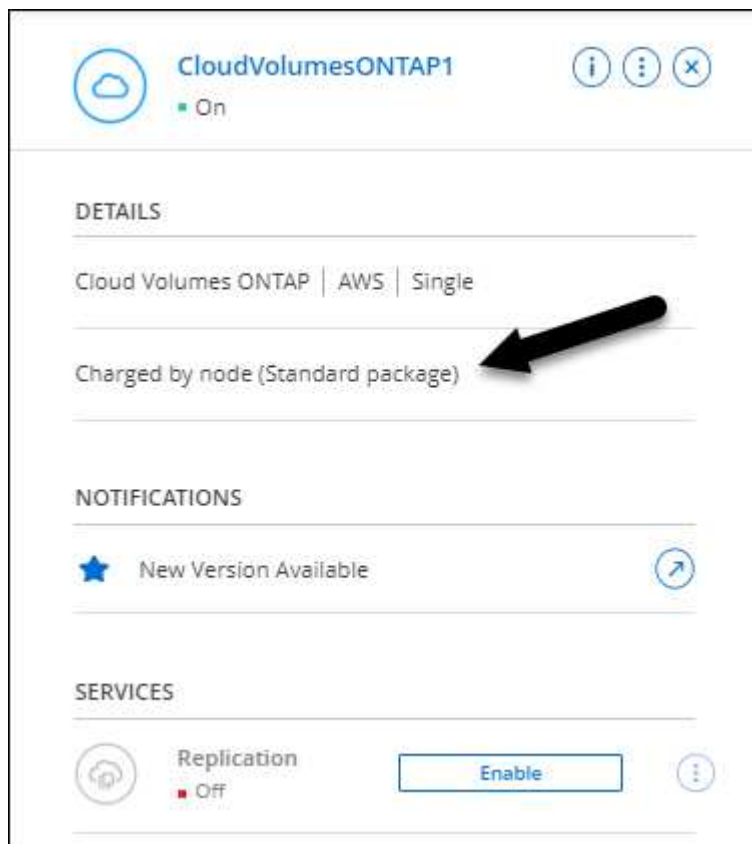 CloudVolumesONTAP1
On
DETAILS
Cloud Volumes ONTAP | AWS | Single
Charged by node (Standard package)
NOTIFICATIONS
New Version Available
SERVICES
Replication
Enable
Off